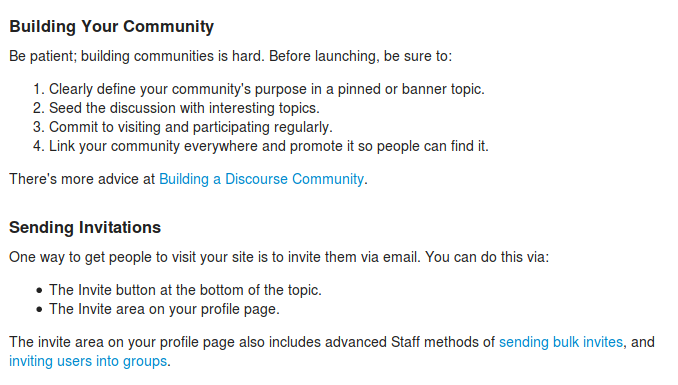 Building Your Community
Be patient; building communities is hard. Before launching, be sure to:
1. Clearly define your community's purpose in a pinned or banner topic.
2. Seed the discussion with interesting topics.
3. Commit to visiting and participating regularly.
4. Link your community everywhere and promote it so people can find it.
There's more advice at Building a Discourse Community.
Sending Invitations
One way to get people to visit your site is to invite them via email. You can do this via:
• The Invite button at the bottom of the topic.
• The Invite area on your profile page.
The invite area on your profile page also includes advanced Staff methods of sending bulk invites, and
inviting users into groups.